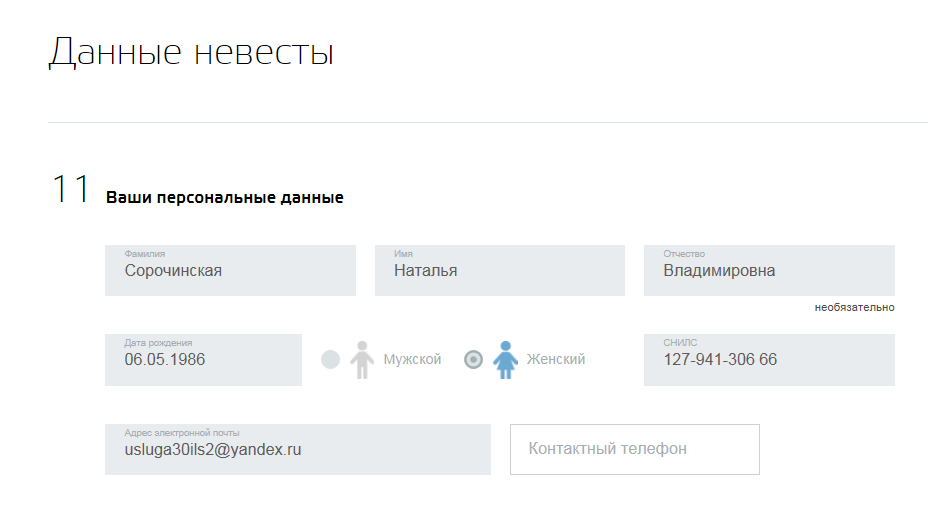 Данные невесты
11 Ваши персональные данные
Фамилия Имя Отчество
Сорочинская Наталья Владимировна
необязательно
Дата рождения СНИЛС
06.05.1986 Мужской Женский 127-941-306 66
Адрес электронной почты
usluga30ils2@yandex.ru Контактный телефон